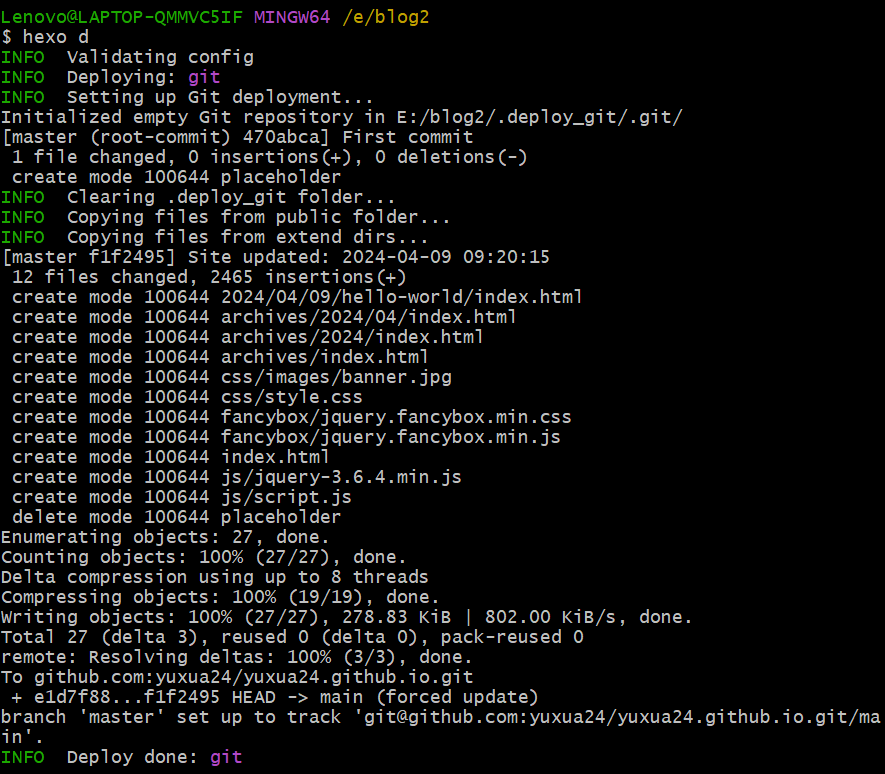 Lenovo@LAPTOP-QMMVC5IF MINGW64 /e/blog2
$ hexo d
INFO  Validating config
INFO  Deploying: git
INFO  Setting up Git deployment...
Initialized empty Git repository in E:/blog2/.deploy_git/.git/
[master (root-commit) 470abca] First commit
 1 file changed, 0 insertions(+), 0 deletions(-)
 create mode 100644 placeholder
INFO  Clearing .deploy_git folder...
INFO  Copying files from public folder...
INFO  Copying files from extend dirs...
[master f1f2495] Site updated: 2024-04-09 09:20:15
 12 files changed, 2465 insertions(+)
 create mode 100644 2024/04/09/hello-world/index.html
 create mode 100644 archives/2024/04/index.html
 create mode 100644 archives/2024/index.html
 create mode 100644 archives/index.html
 create mode 100644 css/images/banner.jpg
 create mode 100644 css/style.css
 create mode 100644 fancybox/jquery.fancybox.min.css
 create mode 100644 fancybox/jquery.fancybox.min.js
 create mode 100644 index.html
 create mode 100644 js/jquery-3.6.4.min.js
 create mode 100644 js/script.js
 delete mode 100644 placeholder
Enumerating objects: 27, done.
Counting objects: 100% (27/27), done.
Delta compression using up to 8 threads
Compressing objects: 100% (19/19), done.
Writing objects: 100% (27/27), 278.83 KiB | 802.00 KiB/s, done.
Total 27 (delta 3), reused 0 (delta 0), pack-reused 0
remote: Resolving deltas: 100% (3/3), done.
To github.com:yuxua24/yuxua24.github.io.git
 + e1d7f88...f1f2495 HEAD -> main (forced update)
branch 'master' set up to track 'git@github.com:yuxua24/yuxua24.github.io.git/ma
in'.
INFO  Deploy done: git